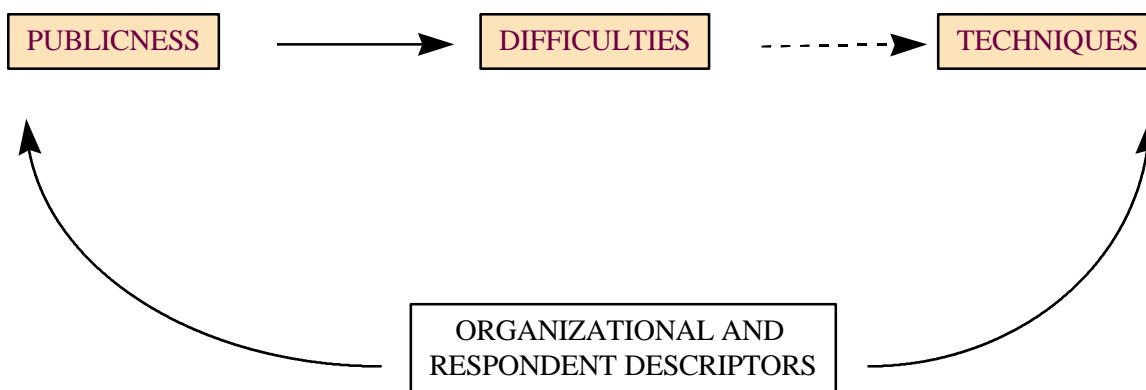 PUBLICNESS
DIFFICULTIES
TECHNIQUES
ORGANIZATIONAL AND
RESPONDENT DESCRIPTORS